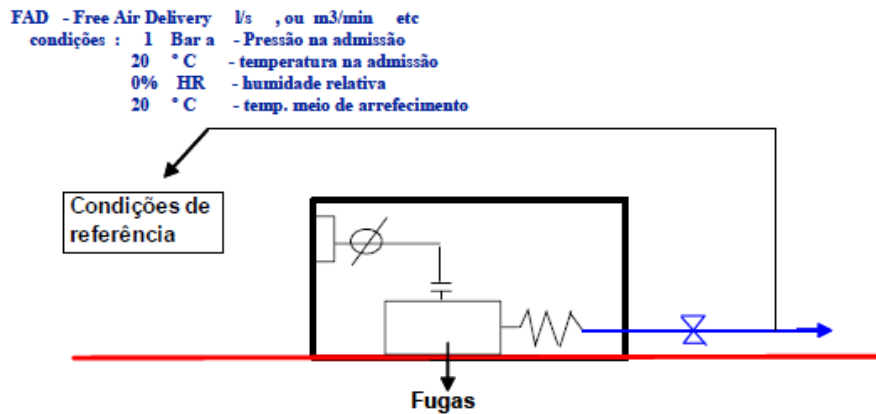 FAD - Free Air Delivery l/s , ou m3/min etc
condições : 1 Bar a - Pressão na admissão
20 ° C - temperatura na admissão
0% HR - humidade relativa
20 ° C - temp. meio de arrefecimento
Condições de
referência
Fugas